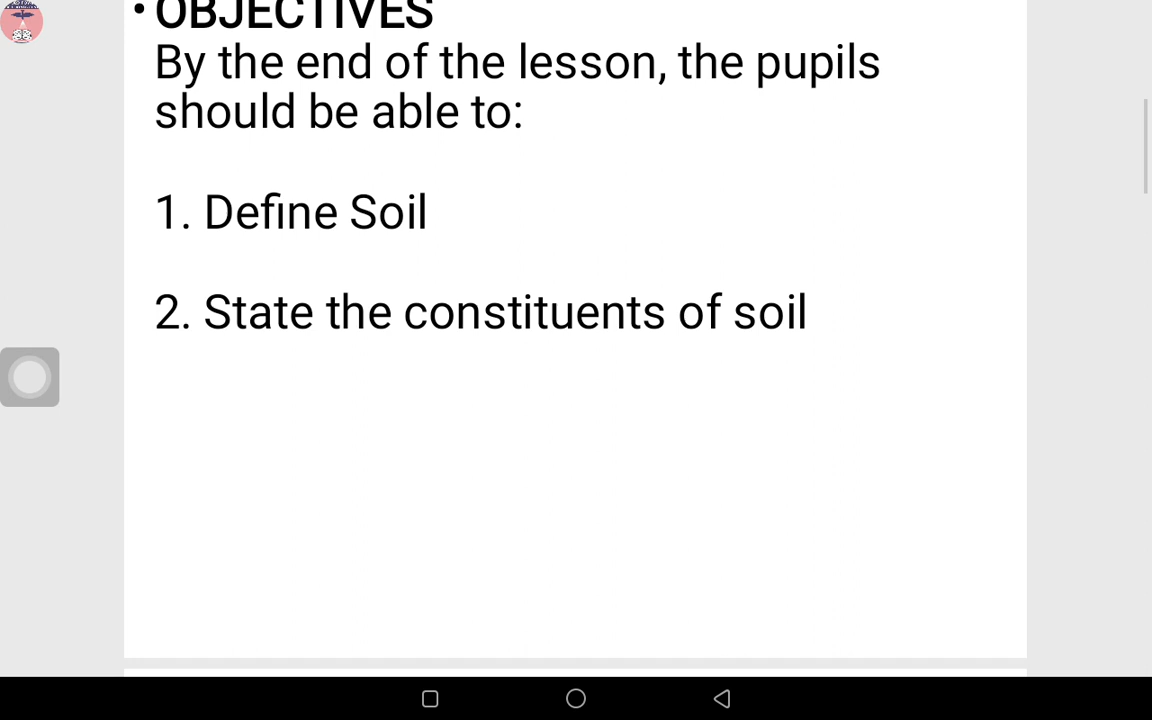 • OBJECTIVES
By the end of the lesson, the pupils
should be able to:
1. Define Soil
2. State the constituents of soil